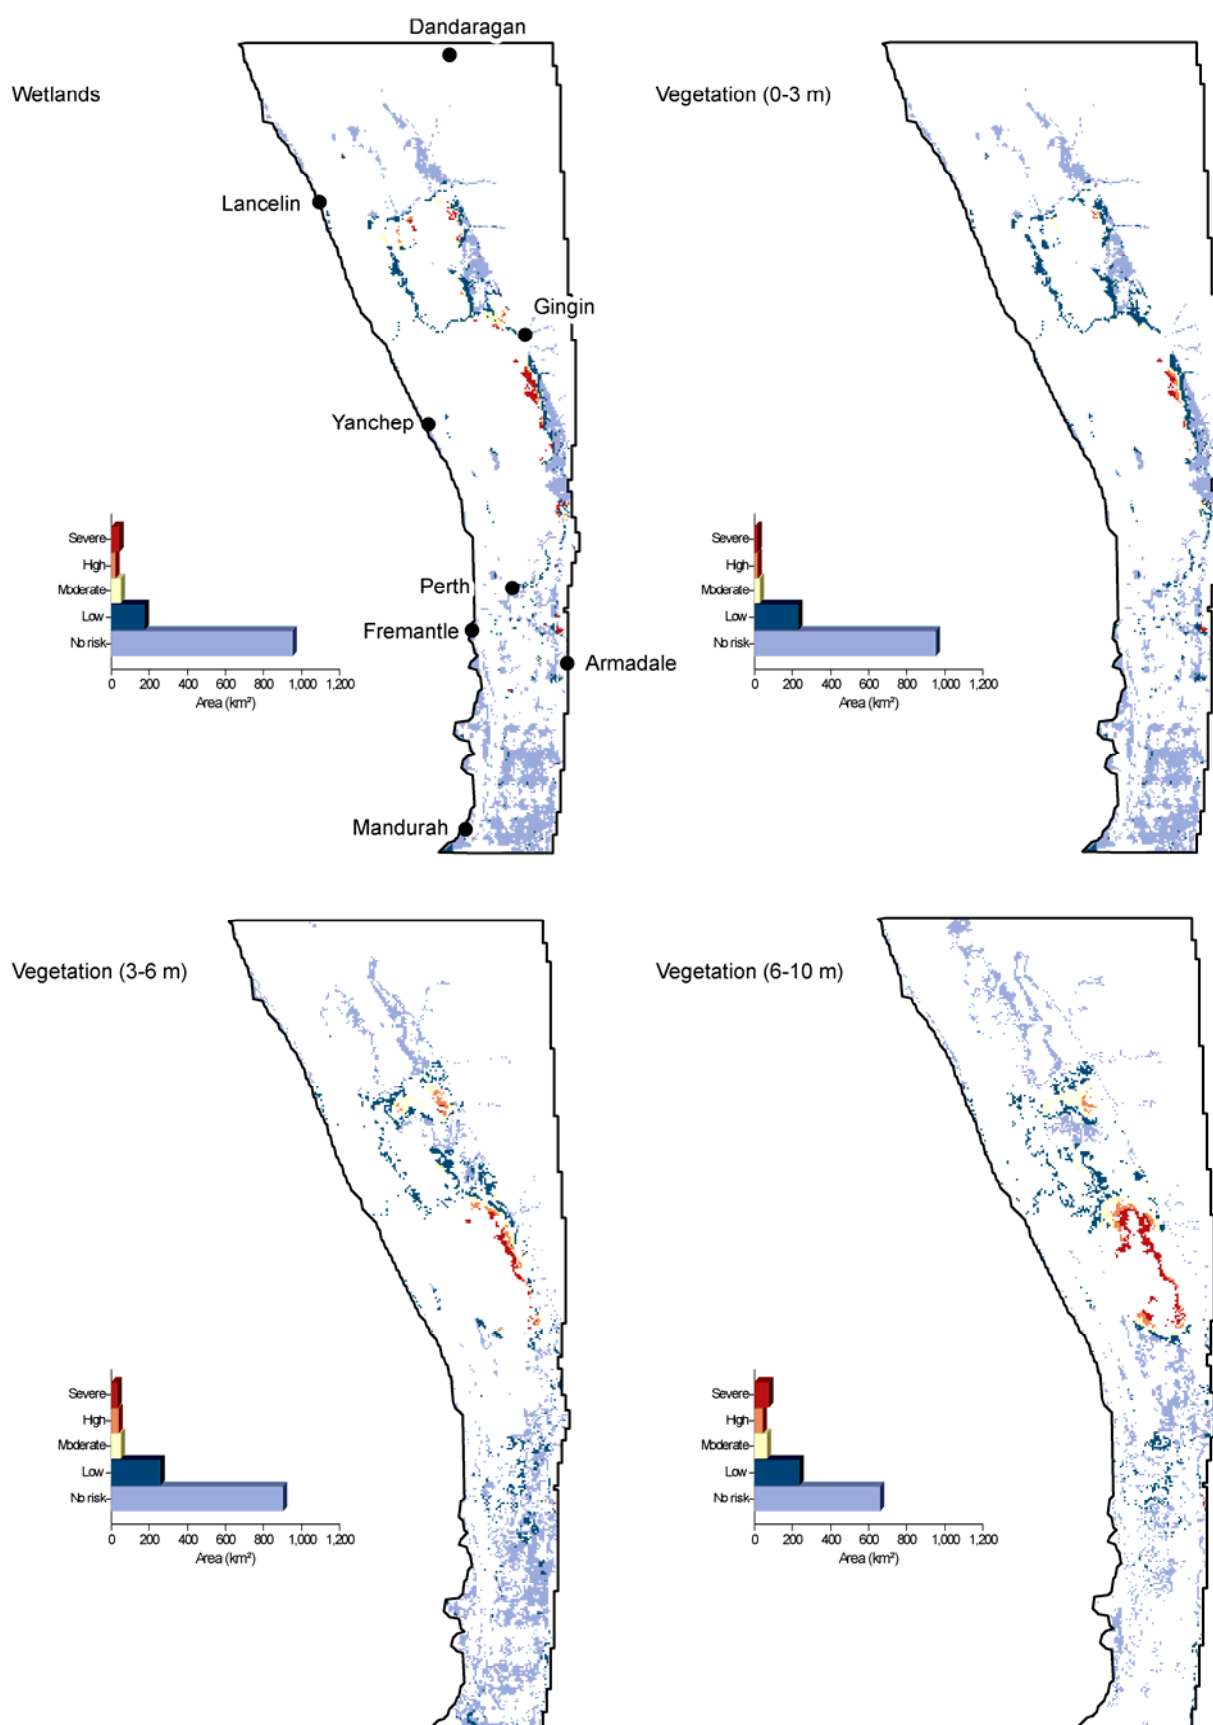 Dandaragan
Wetlands
Vegetation (0-3 m)
Lancelin
Gingin
Yanchep
Severe
High
Moderate
Low
No risk
0 200 400 600 800 1,000 1,200
Area (km²)
Perth
Fremantle
Armadale
Mandurah
Severe
High
Moderate
Low
No risk
0 200 400 600 800 1,000 1,200
Area (km²)
Vegetation (3-6 m)
Vegetation (6-10 m)
Severe
High
Moderate
Low
No risk
0 200 400 600 800 1,000 1,200
Area (km²)
Severe
High
Moderate
Low
No risk
0 200 400 600 800 1,000 1,200
Area (km²)